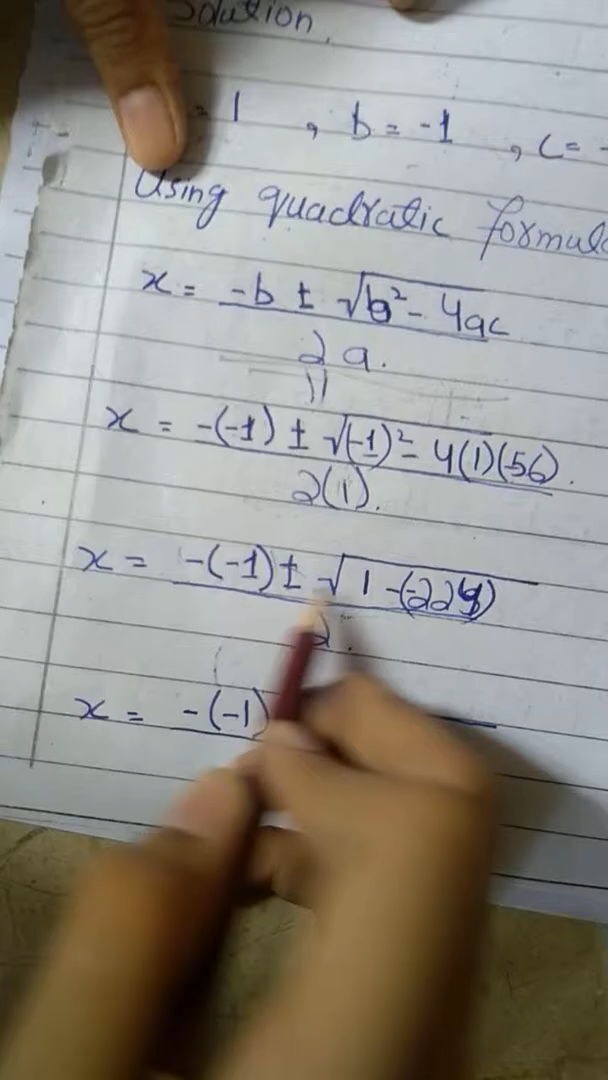 Solution.
= 1 , b = -1 , c = -
Using quadratic formula
x = -b ± √b² - 4ac
2a.
x = -(-1) ± √(-1)² - 4(1)(-56).
2(1).
x = -(-1) ± √1 - (-224)
2.
x = -(-1)